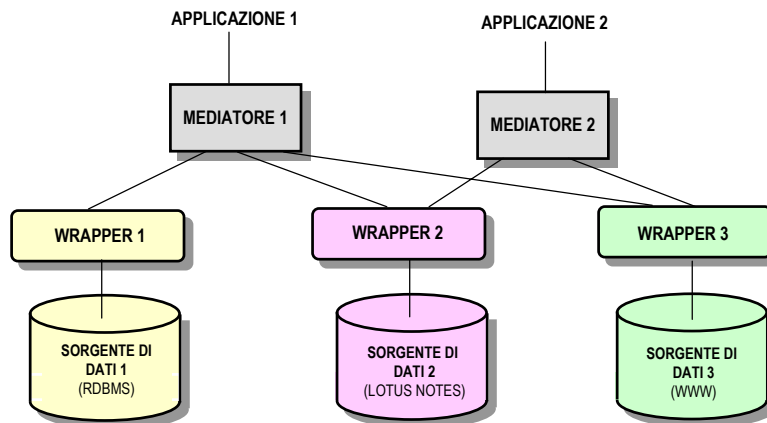 APPLICAZIONE 1
APPLICAZIONE 2
MEDIATORE 1
MEDIATORE 2
WRAPPER 1
WRAPPER 2
WRAPPER 3
SORGENTE DI
DATI 1
(RDBMS)
SORGENTE DI
DATI 2
(LOTUS NOTES)
SORGENTE DI
DATI 3
(WWW)